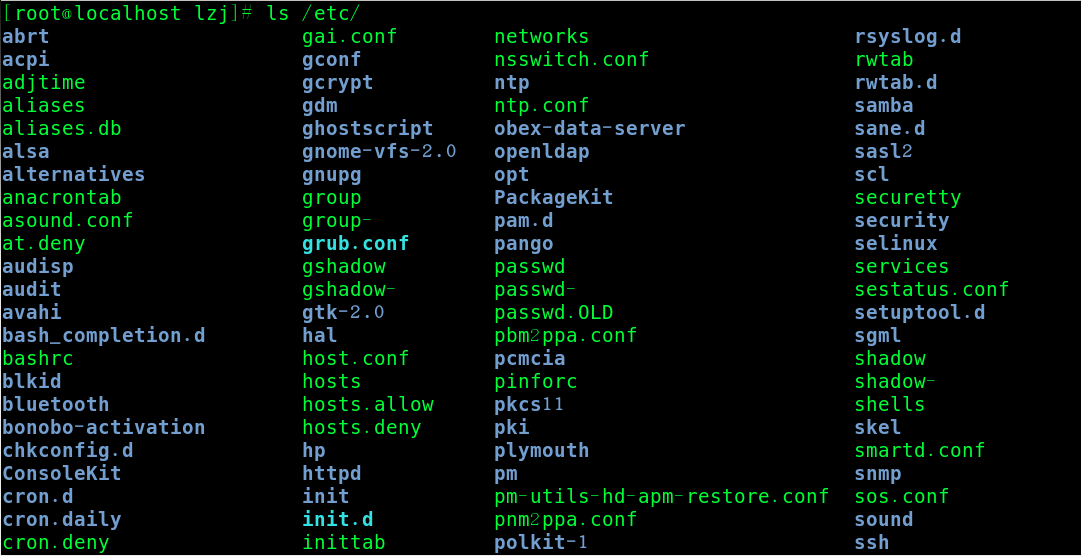 [root@localhost lzj]# ls /etc/
abrt gai.conf networks rsyslog.d
acpi gconf nsswitch.conf rwtab
adjtime gcrypt ntp rwtab.d
aliases gdm ntp.conf samba
aliases.db ghostscript obex-data-server sane.d
alsa gnome-vfs-2.0 openldap sasl2
alternatives gnupg opt scl
anacrontab group PackageKit securetty
asound.conf group- pam.d security
at.deny grub.conf pango selinux
audisp gshadow passwd services
audit gshadow- passwd- sestatus.conf
avahi gtk-2.0 passwd.OLD setuptool.d
bash_completion.d hal pbm2ppa.conf sgml
bashrc host.conf pcmcia shadow
blkid hosts pinforc shadow-
bluetooth hosts.allow pkcs11 shells
bonobo-activation hosts.deny pki skel
chkconfig.d hp plymouth smartd.conf
ConsoleKit httpd pm snmp
cron.d init pm-utils-hd-apm-restore.conf sos.conf
cron.daily init.d pnm2ppa.conf sound
cron.deny inittab polkit-1 ssh